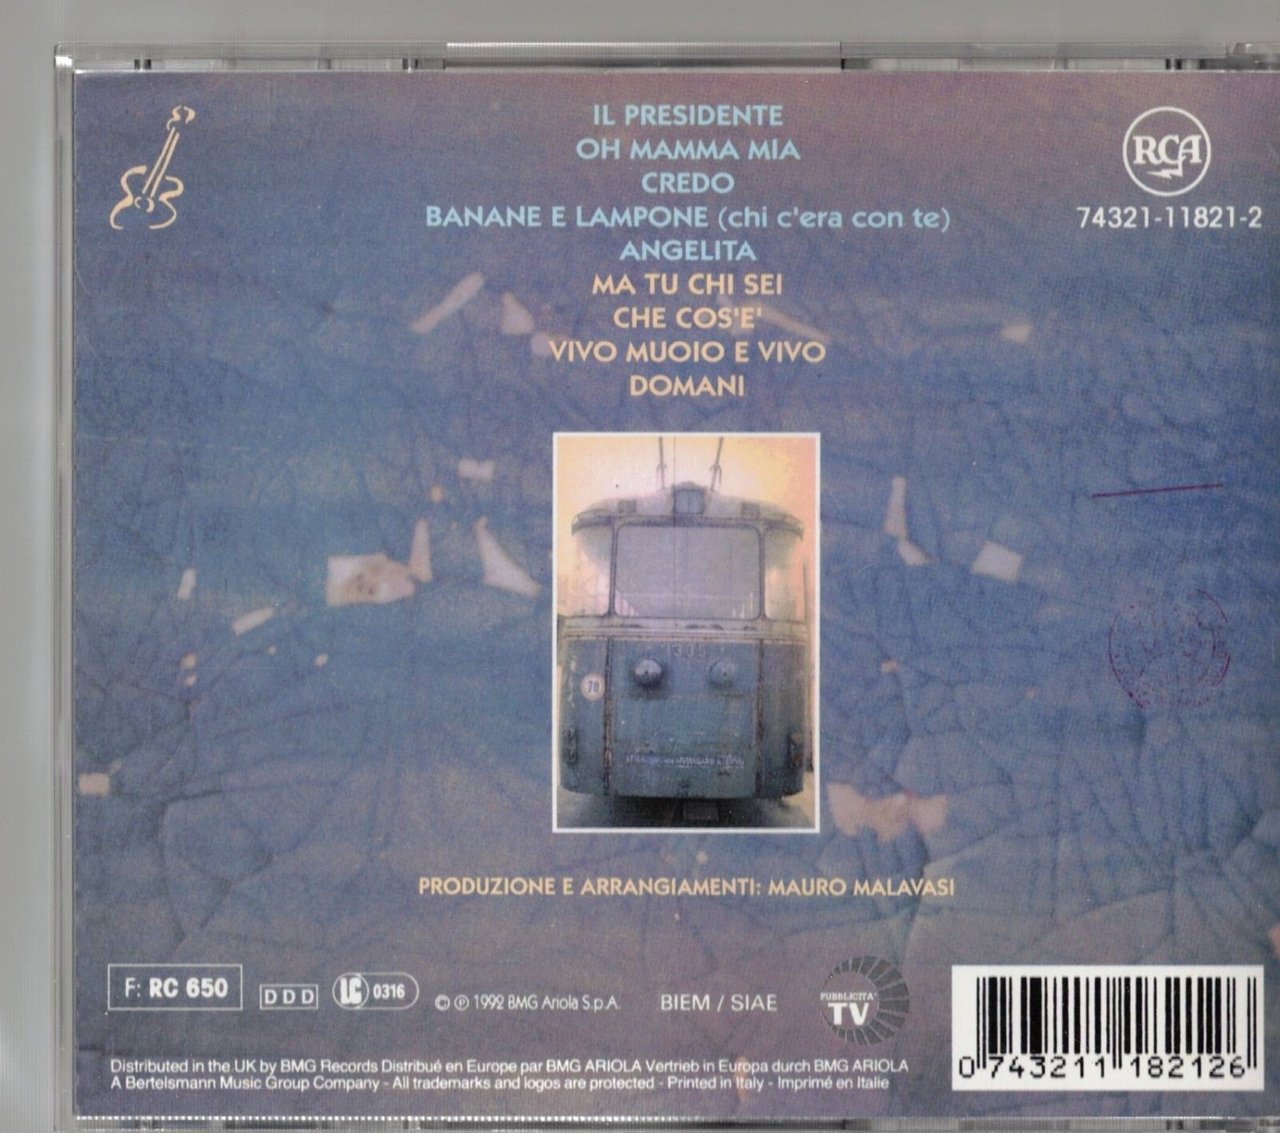 IL PRESIDENTE
OH MAMMA MIA
CREDO
BANANE E LAMPONE (chi c'era con te)
ANGELITA
MA TU CHI SEI
CHE COS'E'
VIVO MUOIO E VIVO
DOMANI
RCA
74321-11821-2
70
PRODUZIONE E ARRANGIAMENTI: MAURO MALAVASI
F: RC 650
DDD
LC 0316
© ℗ 1992 BMG Ariola S.p.A.
BIEM / SIAE
PUBBLICITA'
TV
Distributed in the UK by BMG Records Distribué en Europe par BMG ARIOLA Vertrieb in Europa durch BMG ARIOLA
A Bertelsmann Music Group Company - All trademarks and logos are protected - Printed in Italy - Imprimé en Italie
0 743211 182126